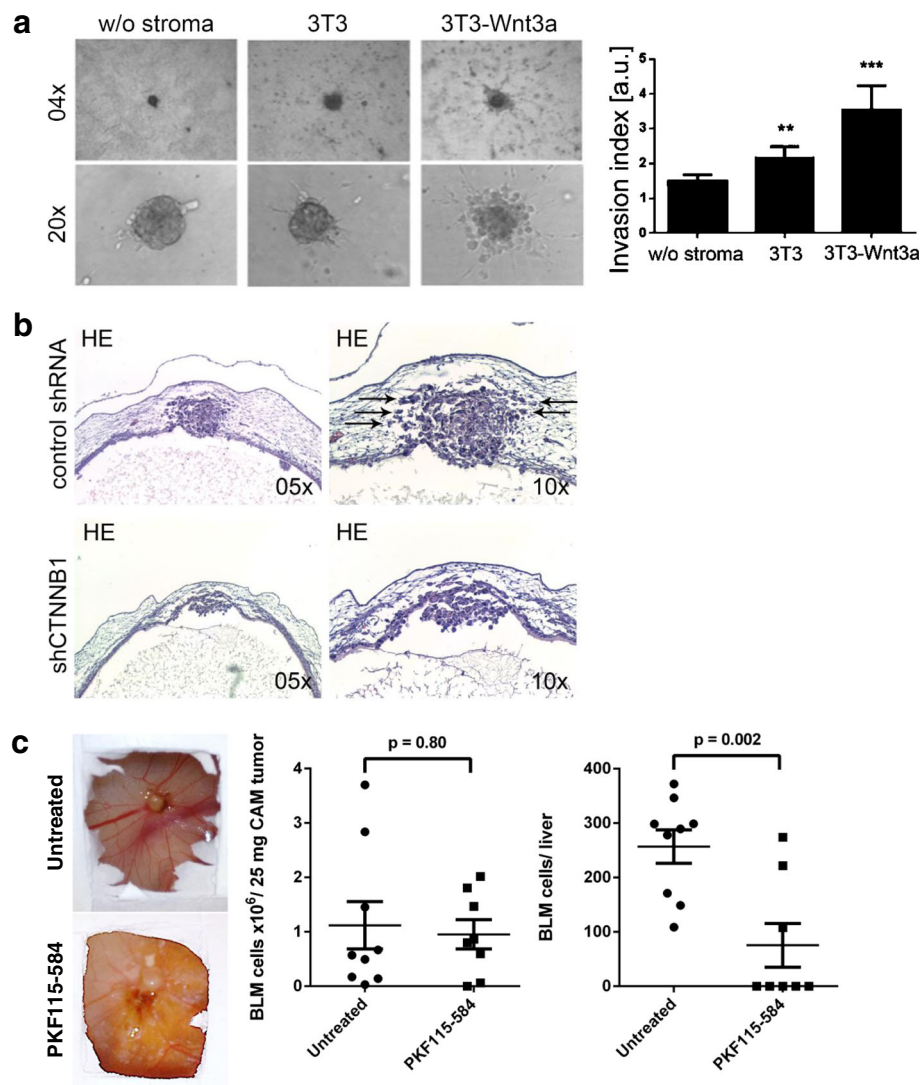 a
w/o stroma
3T3
3T3-Wnt3a
04x
20x
Invasion index [a.u.]
5
4
3
2
1
0
**
***
w/o stroma
3T3
3T3-Wnt3a
b
control shRNA
HE
05x
HE
10x
shCTNNB1
HE
05x
HE
10x
c
Untreated
PKF115-584
p = 0.80
BLM cells x10⁶/ 25 mg CAM tumor
4
3
2
1
0
Untreated
PKF115-584
p = 0.002
BLM cells/ liver
400
300
200
100
0
Untreated
PKF115-584